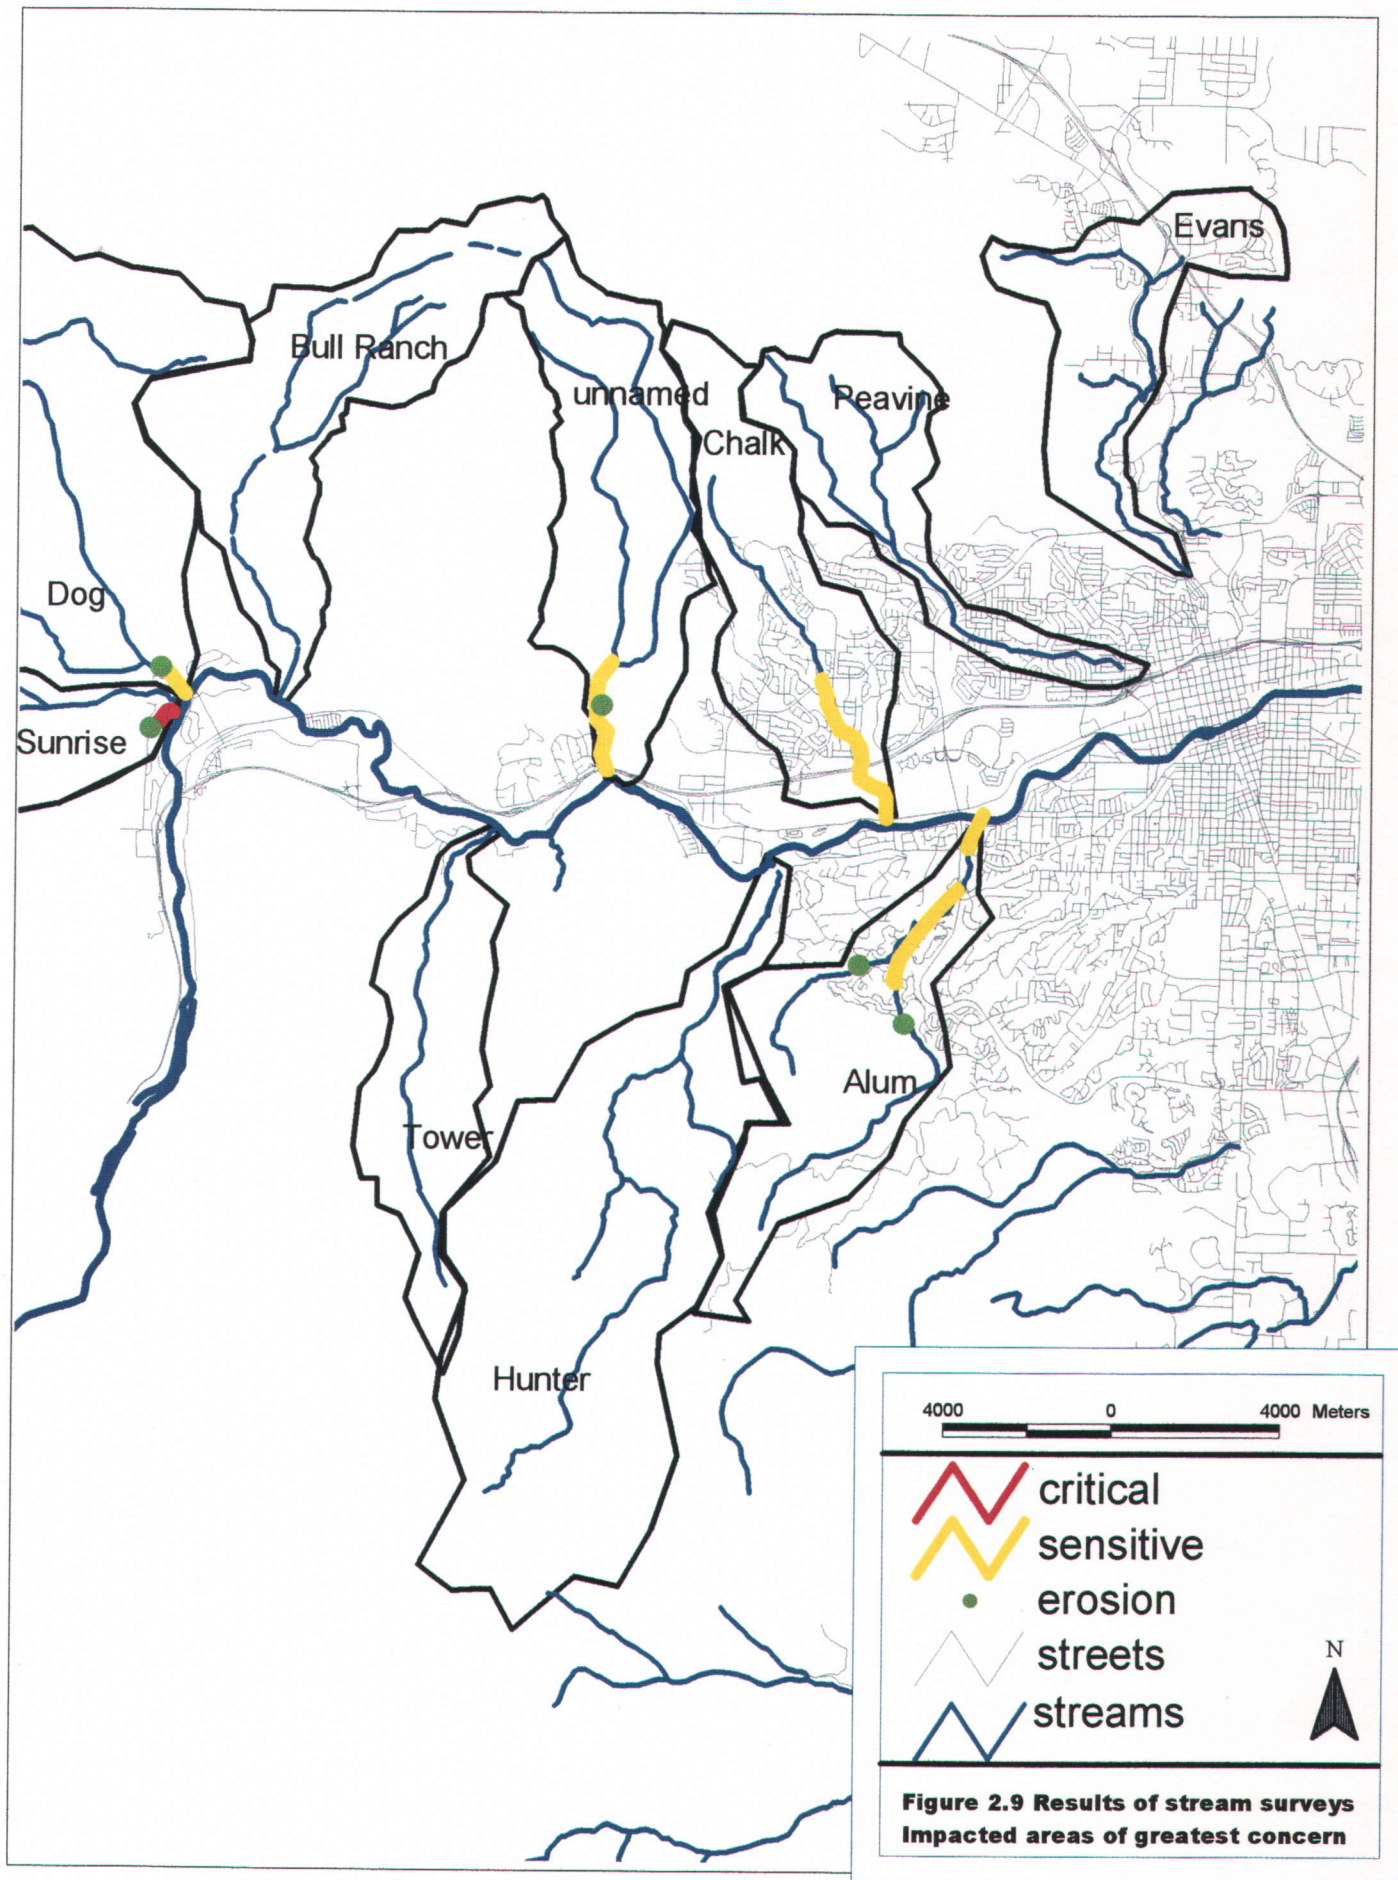 Evans
Bull Ranch
unnamed
Peavine
Chalk
Dog
Sunrise
Alum
Tower
Hunter
4000 0 4000 Meters
critical
sensitive
erosion
streets
streams
N
Figure 2.9 Results of stream surveys
Impacted areas of greatest concern